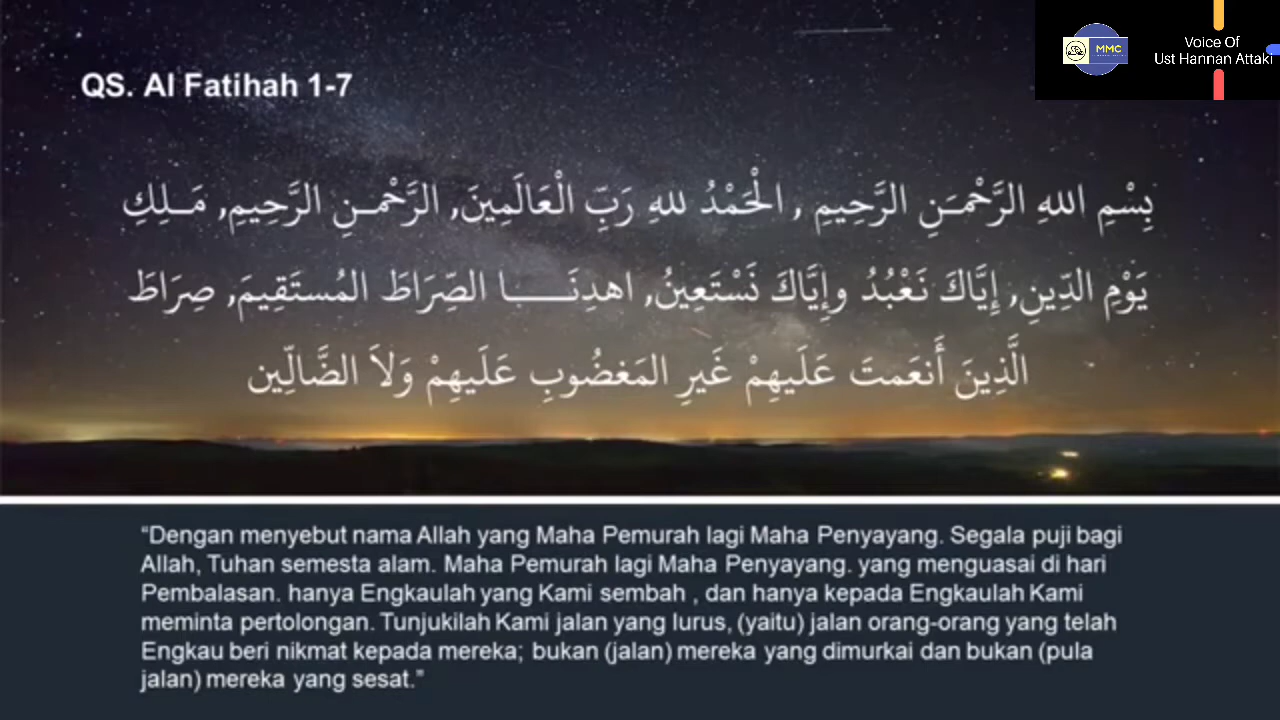 QS. Al Fatihah 1-7
MMC
Voice Of
Ust Hannan Attaki
بِسْمِ اللهِ الرَّحْمـَنِ الرَّحِيمِ , الْحَمْدُ للهِ رَبِّ الْعَالَمِينَ, الرَّحْمـنِ الرَّحِيمِ, مَـلِكِ
يَوْمِ الدِّينِ, إِيَّاكَ نَعْبُدُ وإِيَّاكَ نَسْتَعِينُ, اهدِنَــــا الصِّرَاطَ المُستَقِيمَ, صِرَاطَ
الَّذِينَ أَنعَمتَ عَلَيهِمْ غَيرِ المَغضُوبِ عَلَيهِمْ وَلاَ الضَّالِّين
“Dengan menyebut nama Allah yang Maha Pemurah lagi Maha Penyayang. Segala puji bagi
Allah, Tuhan semesta alam. Maha Pemurah lagi Maha Penyayang. yang menguasai di hari
Pembalasan. hanya Engkaulah yang Kami sembah , dan hanya kepada Engkaulah Kami
meminta pertolongan. Tunjukilah Kami jalan yang lurus, (yaitu) jalan orang-orang yang telah
Engkau beri nikmat kepada mereka; bukan (jalan) mereka yang dimurkai dan bukan (pula
jalan) mereka yang sesat.”